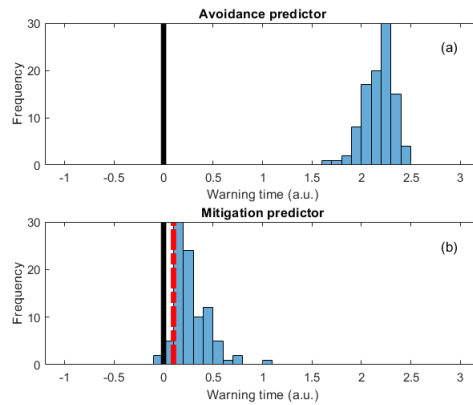 Avoidance predictor
30
20
10
0
Frequency
(a)
-1 -0.5 0 0.5 1 1.5 2 2.5 3
Warning time (a.u.)
Mitigation predictor
30
20
10
0
Frequency
(b)
-1 -0.5 0 0.5 1 1.5 2 2.5 3
Warning time (a.u.)